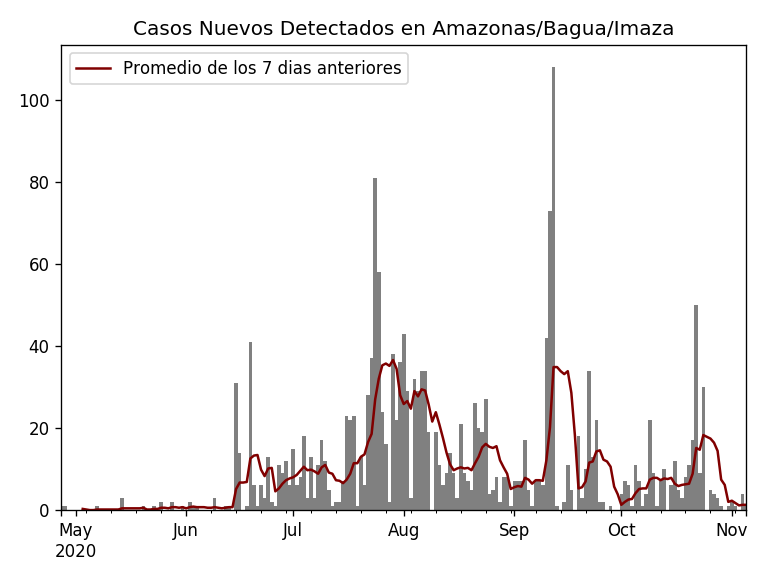 Casos Nuevos Detectados en Amazonas/Bagua/Imaza
Promedio de los 7 dias anteriores
100
80
60
40
20
0
May Jun Jul Aug Sep Oct Nov
2020